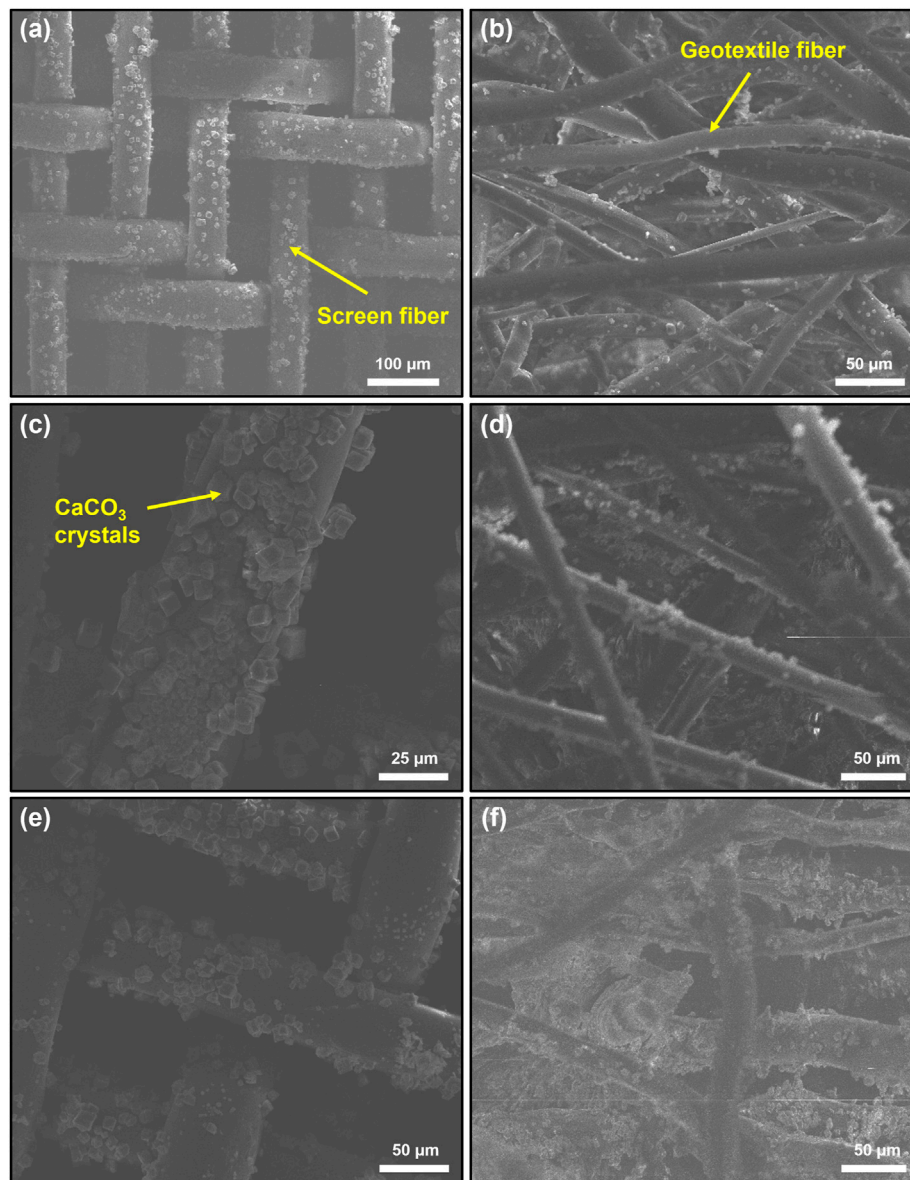 (a)
Screen fiber
100 µm
(b)
Geotextile fiber
50 µm
(c)
CaCO₃
crystals
25 µm
(d)
50 µm
(e)
50 µm
(f)
50 µm